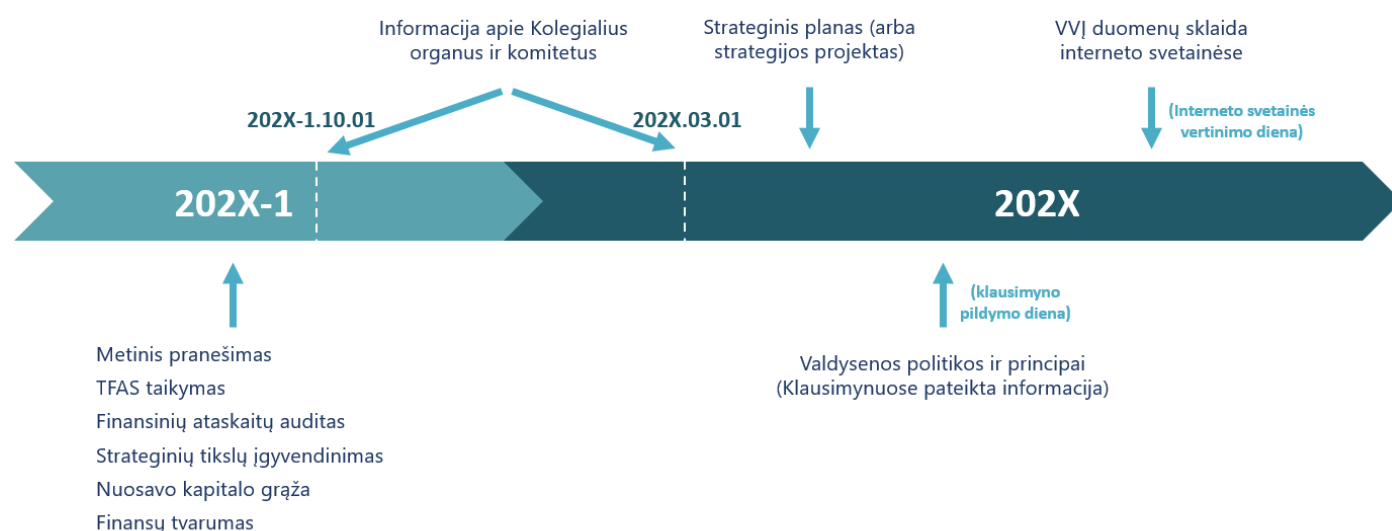 Informacija apie Kolegialius
organus ir komitetus
Strateginis planas (arba
strategijos projektas)
VVĮ duomenų sklaida
interneto svetainėse
202X-1.10.01
202X.03.01
(Interneto svetainės
vertinimo diena)
202X-1
202X
(klausimyno
pildymo diena)
Metinis pranešimas
TFAS taikymas
Finansinių ataskaitų auditas
Strateginių tikslų įgyvendinimas
Nuosavo kapitalo grąža
Finansų tvarumas
Valdysenos politikos ir principai
(Klausimynuose pateikta informacija)